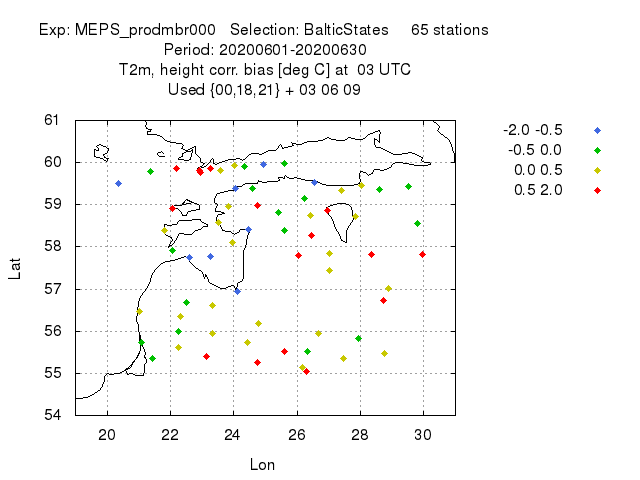 Exp: MEPS_prodmbr000 Selection: BalticStates 65 stations
Period: 20200601-20200630
T2m, height corr. bias [deg C] at 03 UTC
Used {00,18,21} + 03 06 09
61
60
59
58
57
56
55
54
Lat
20 22 24 26 28 30
Lon
-2.0 -0.5
-0.5 0.0
0.0 0.5
0.5 2.0